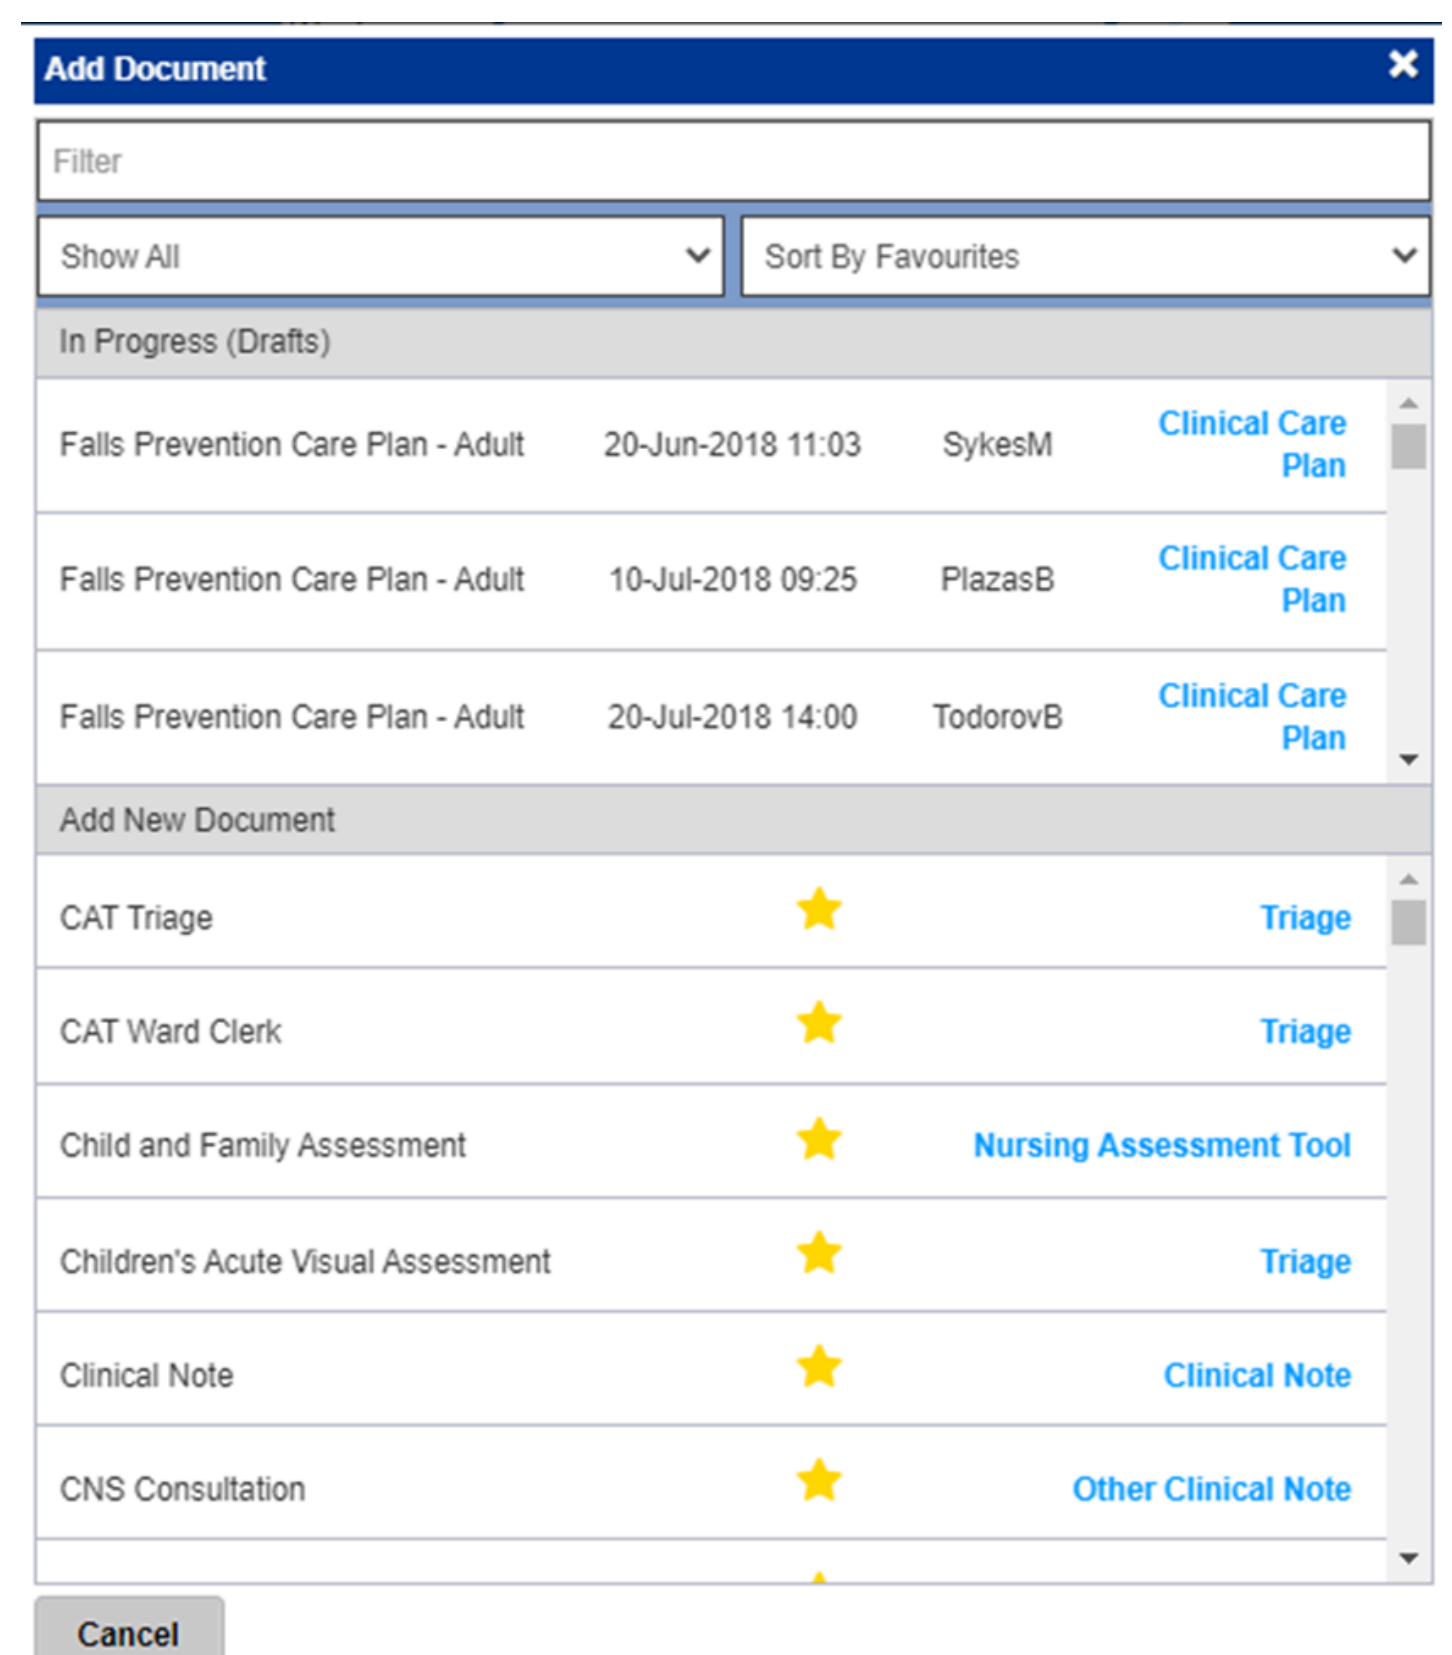 Add Document
Filter
Show All Sort By Favourites
In Progress (Drafts)
Falls Prevention Care Plan - Adult 20-Jun-2018 11:03 SykesM Clinical Care
Plan
Falls Prevention Care Plan - Adult 10-Jul-2018 09:25 PlazasB Clinical Care
Plan
Falls Prevention Care Plan - Adult 20-Jul-2018 14:00 TodorovB Clinical Care
Plan
Add New Document
CAT Triage Triage
CAT Ward Clerk Triage
Child and Family Assessment Nursing Assessment Tool
Children's Acute Visual Assessment Triage
Clinical Note Clinical Note
CNS Consultation Other Clinical Note
Cancel